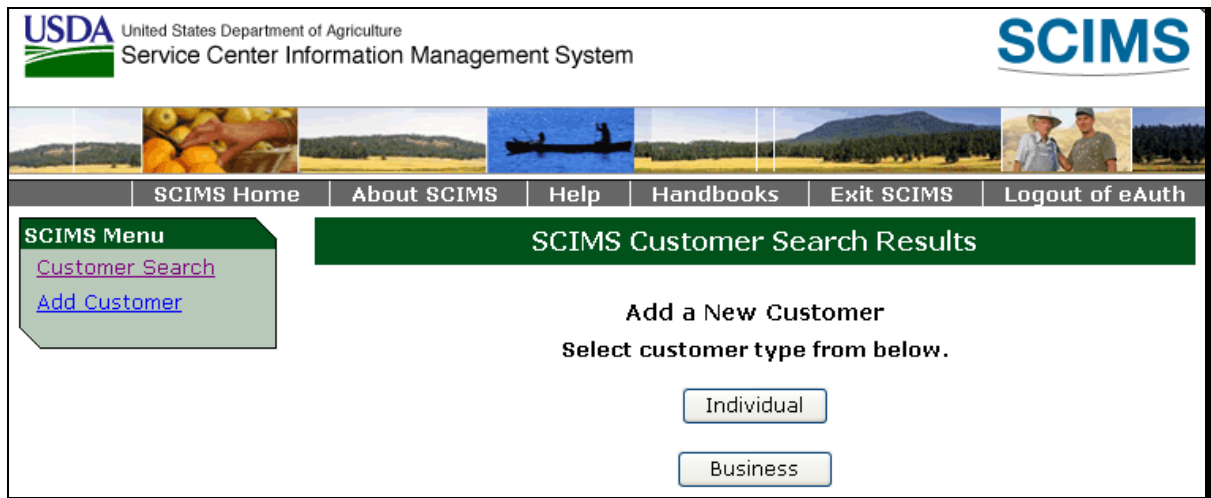 USDA United States Department of Agriculture
Service Center Information Management System
SCIMS
SCIMS Home About SCIMS Help Handbooks Exit SCIMS Logout of eAuth
SCIMS Menu
Customer Search
Add Customer
SCIMS Customer Search Results
Add a New Customer
Select customer type from below.
Individual
Business